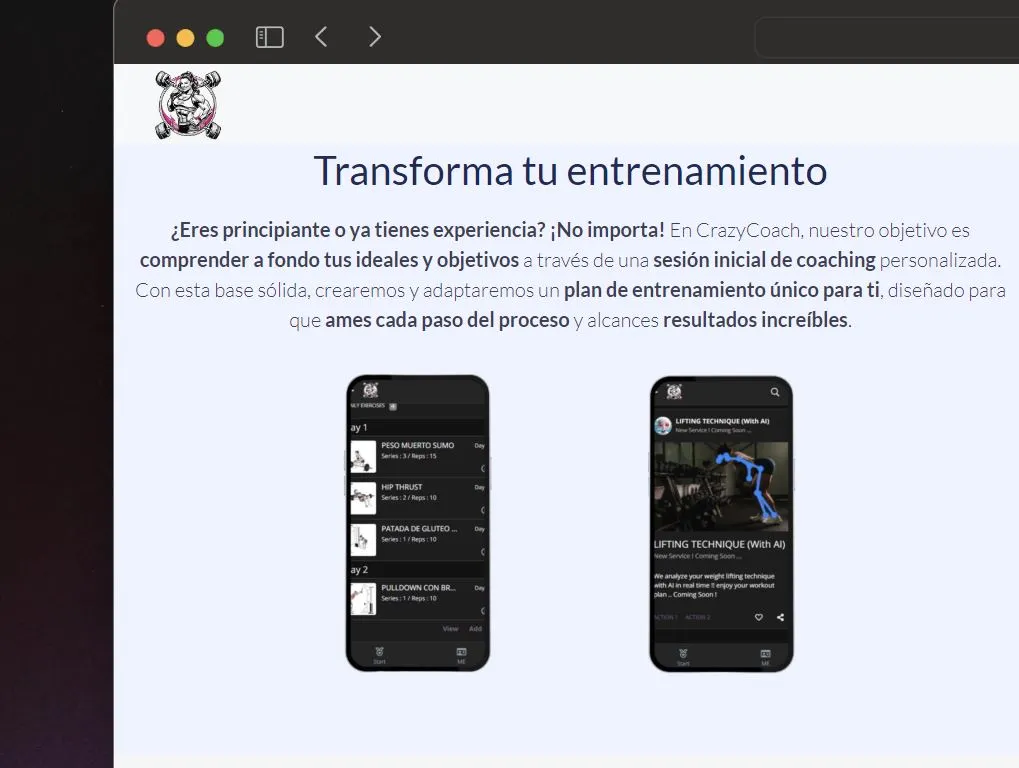 Transforma tu entrenamiento
¿Eres principiante o ya tienes experiencia? ¡No importa! En CrazyCoach, nuestro objetivo es
comprender a fondo tus ideales y objetivos a través de una sesión inicial de coaching personalizada.
Con esta base sólida, crearemos y adaptaremos un plan de entrenamiento único para ti, diseñado para
que ames cada paso del proceso y alcances resultados increíbles.
NLY EXERCISES
ay 1
PESO MUERTO SUMO Day
Series : 3 / Reps : 15
HIP THRUST Day
Series : 2 / Reps : 10
PATADA DE GLUTEO ... Day
Series : 1 / Reps : 10
ay 2
PULLDOWN CON BR... Day
Series : 1 / Reps : 10
View Add
Start ME
LIFTING TECHNIQUE (With AI)
New Service ! Coming Soon ...
LIFTING TECHNIQUE (With AI)
New Service ! Coming Soon ...
We analyze your weight lifting technique
with AI in real time !! enjoy your workout
plan .. Coming Soon !
ACTION 1 ACTION 2
Start ME